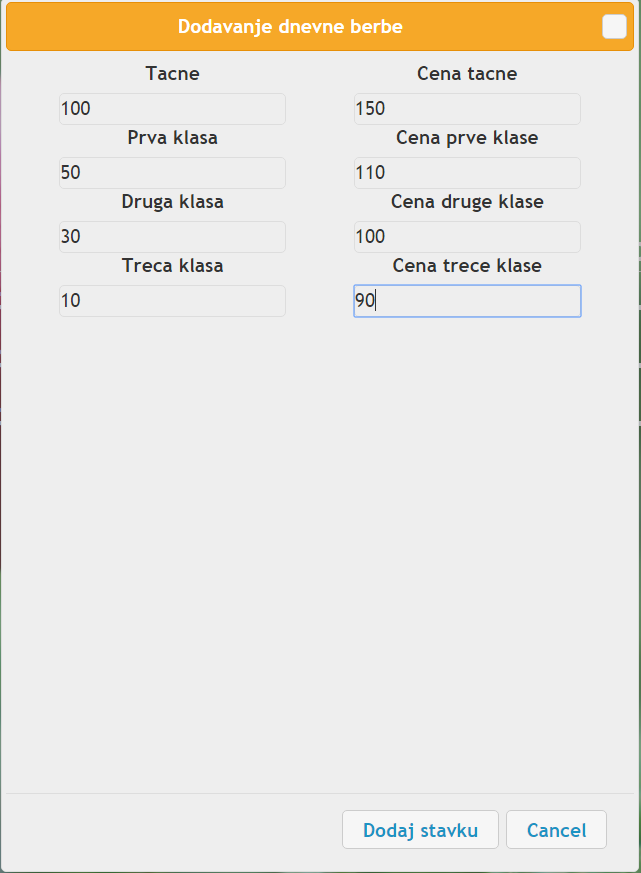 Dodavanje dnevne berbe
Tacne Cena tacne
100 150
Prva klasa Cena prve klase
50 110
Druga klasa Cena druge klase
30 100
Treca klasa Cena trece klase
10 90
Dodaj stavku Cancel